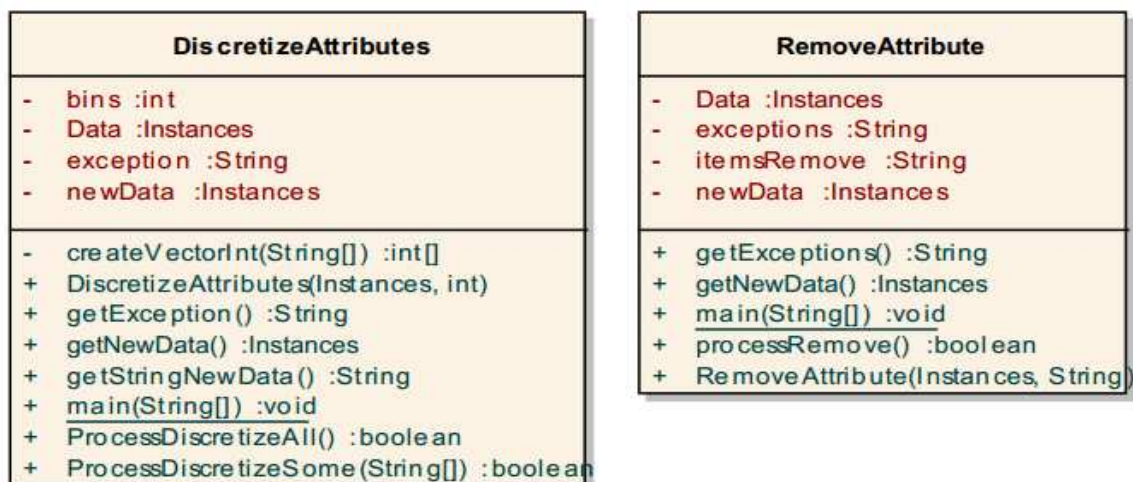 DiscretizeAttributes
- bins :int
- Data :Instances
- exception :String
- newData :Instances
- createVectorInt(String[]) :int[]
+ DiscretizeAttributes(Instances, int)
+ getException() :String
+ getNewData() :Instances
+ getStringNewData() :String
+ main(String[]) :void
+ ProcessDiscretizeAll() :boolean
+ ProcessDiscretizeSome(String[]) :boolean
RemoveAttribute
- Data :Instances
- exceptions :String
- itemsRemove :String
- newData :Instances
+ getExceptions() :String
+ getNewData() :Instances
+ main(String[]) :void
+ processRemove() :boolean
+ RemoveAttribute(Instances, String)